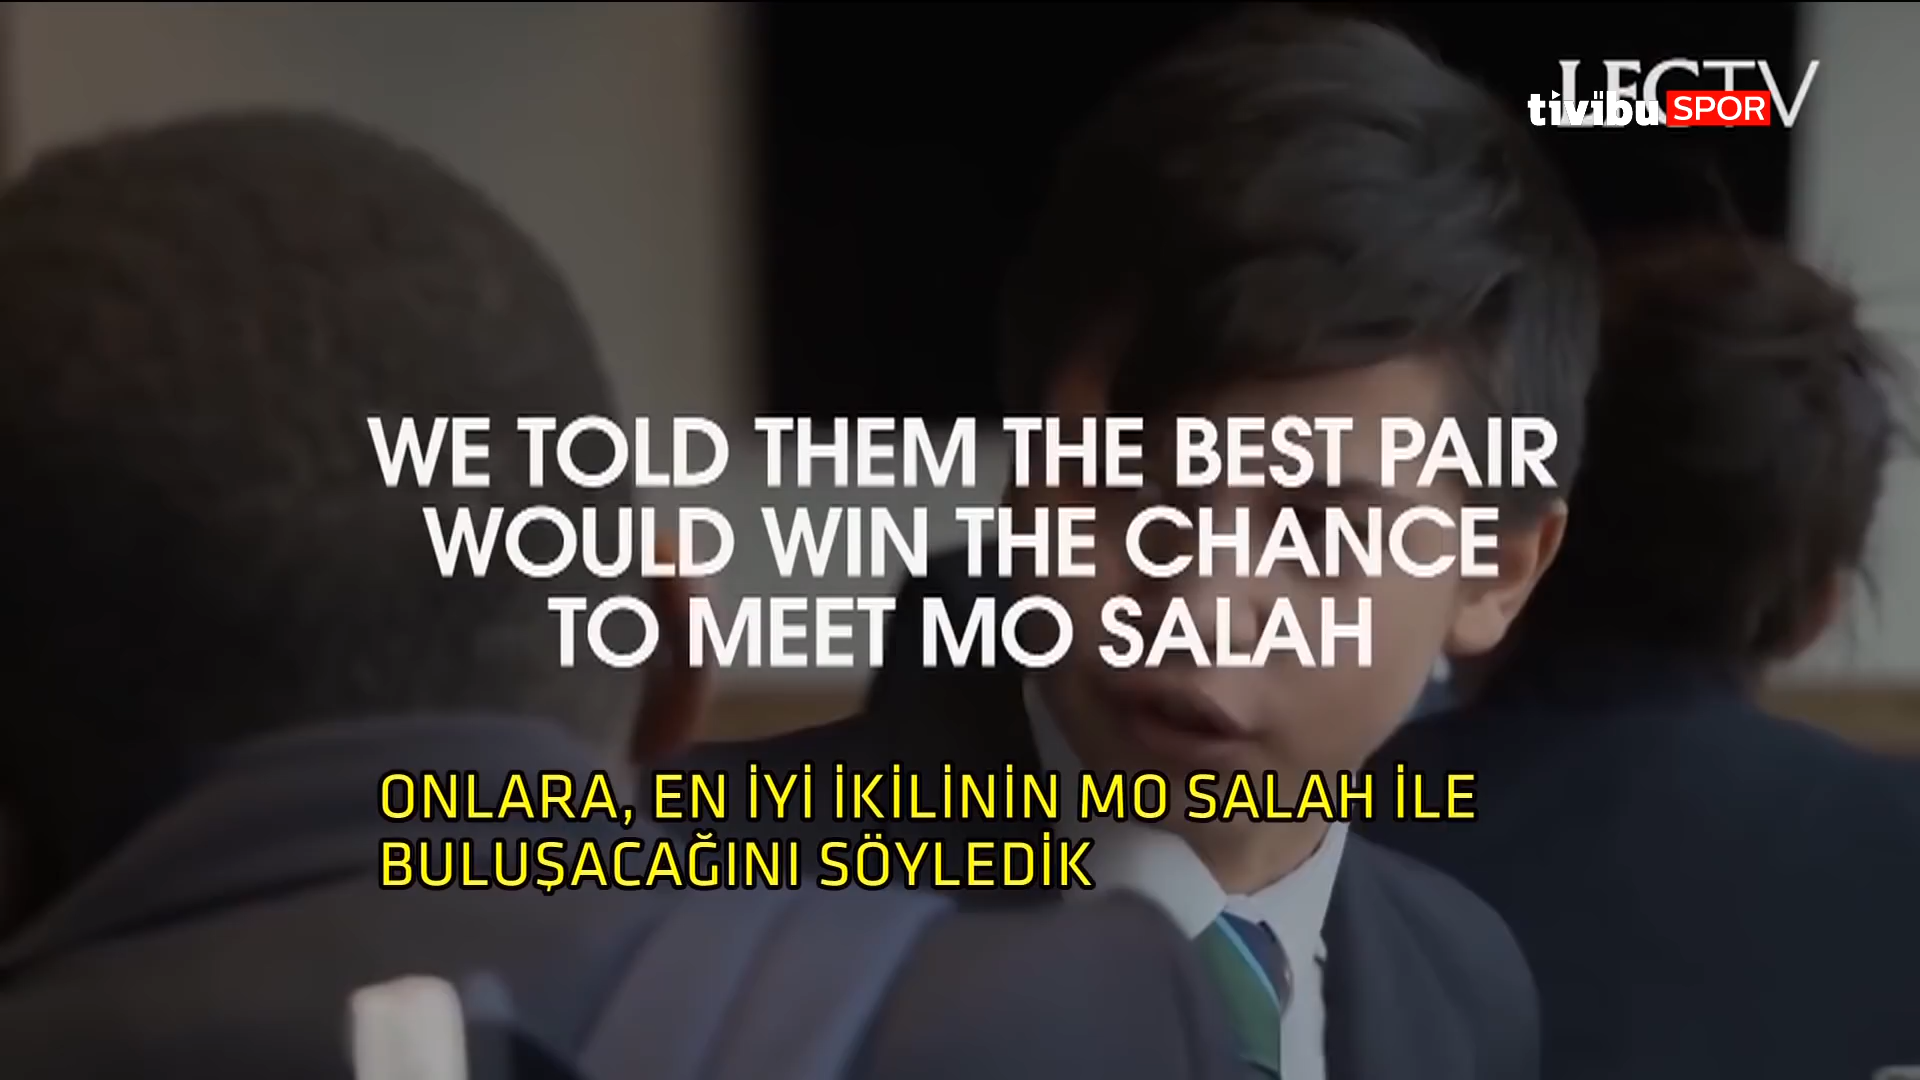 LFCTV
tivibu SPOR
WE TOLD THEM THE BEST PAIR
WOULD WIN THE CHANCE
TO MEET MO SALAH
ONLARA, EN İYİ İKİLİNİN MO SALAH İLE
BULUŞACAĞINI SÖYLEDİK